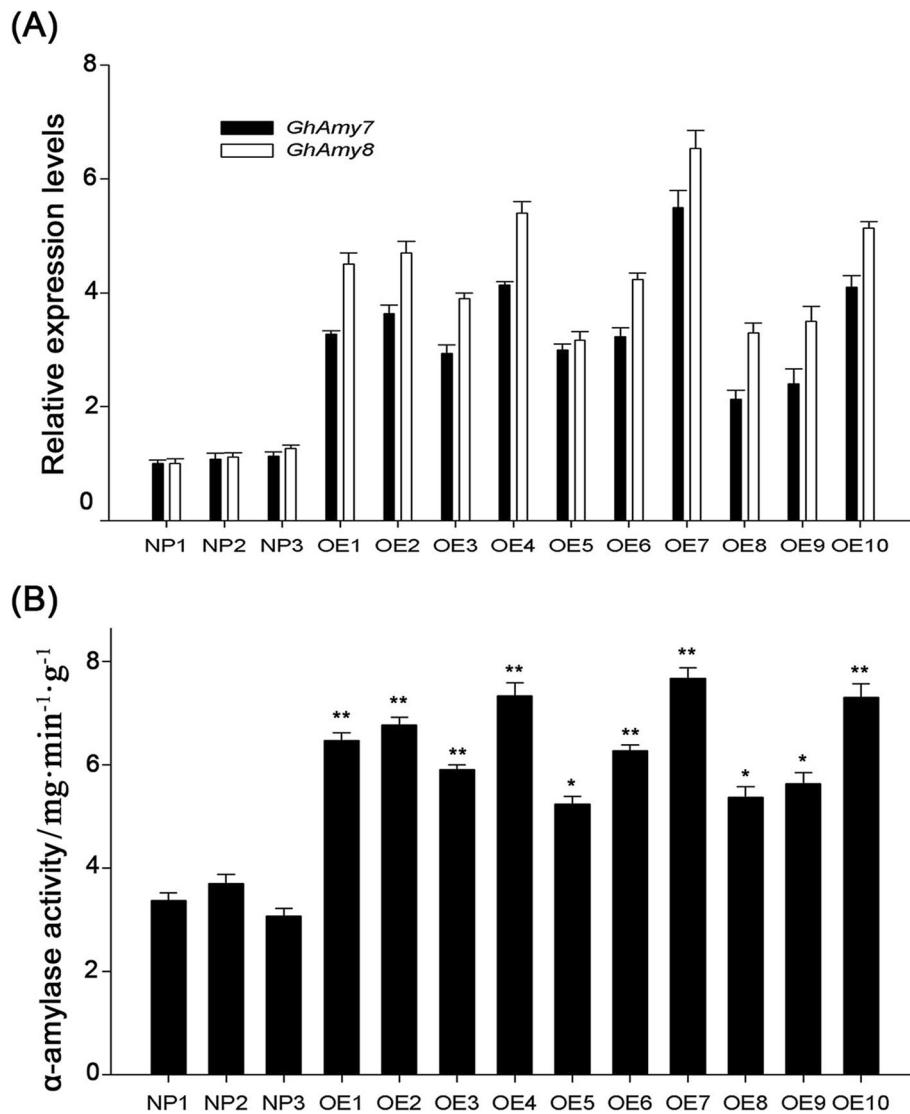 (A)
Relative expression levels
8
6
4
2
0
GhAmy7
GhAmy8
NP1 NP2 NP3 OE1 OE2 OE3 OE4 OE5 OE6 OE7 OE8 OE9 OE10
(B)
α-amylase activity/mg·min⁻¹·g⁻¹
8
6
4
2
0
** ** ** ** * ** ** * * **
NP1 NP2 NP3 OE1 OE2 OE3 OE4 OE5 OE6 OE7 OE8 OE9 OE10